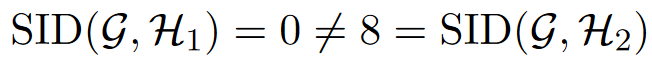 SID(𝒢, ℋ₁) = 0 ≠ 8 = SID(𝒢, ℋ₂)